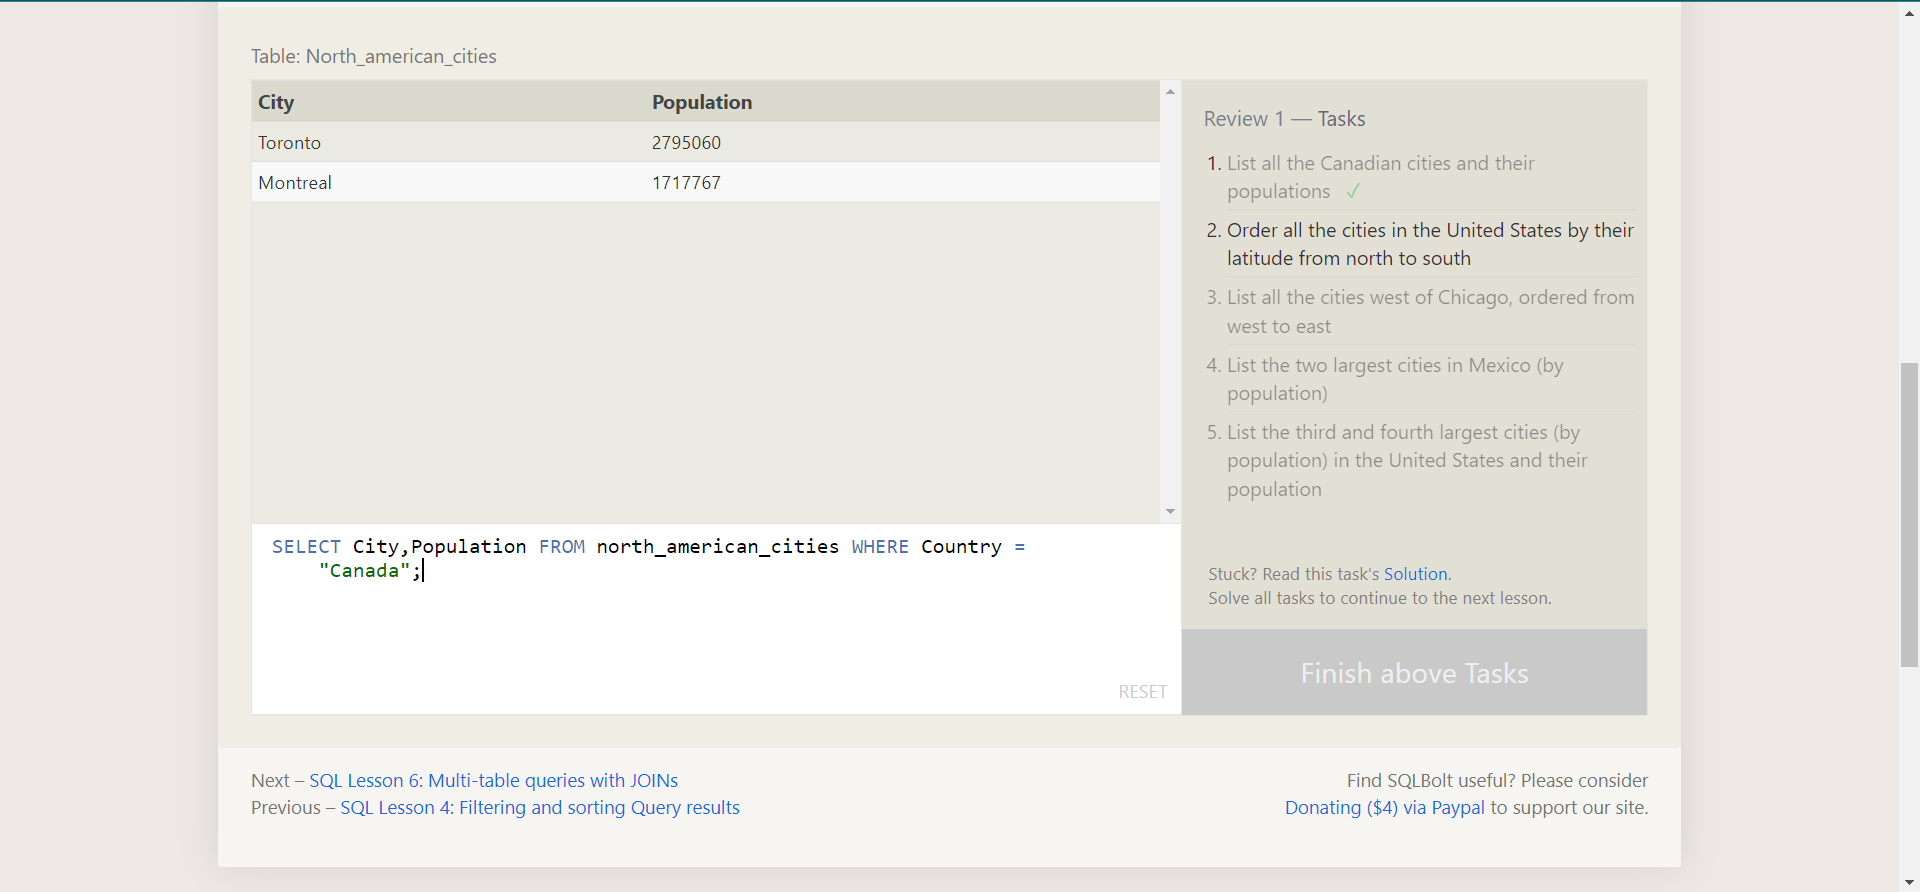 Table: North_american_cities
City Population
Toronto 2795060
Montreal 1717767
SELECT City,Population FROM north_american_cities WHERE Country =
"Canada";
RESET
Review 1 — Tasks
1. List all the Canadian cities and their
populations ✓
2. Order all the cities in the United States by their
latitude from north to south
3. List all the cities west of Chicago, ordered from
west to east
4. List the two largest cities in Mexico (by
population)
5. List the third and fourth largest cities (by
population) in the United States and their
population
Stuck? Read this task's Solution.
Solve all tasks to continue to the next lesson.
Finish above Tasks
Next – SQL Lesson 6: Multi-table queries with JOINs
Previous – SQL Lesson 4: Filtering and sorting Query results
Find SQLBolt useful? Please consider
Donating ($4) via Paypal to support our site.